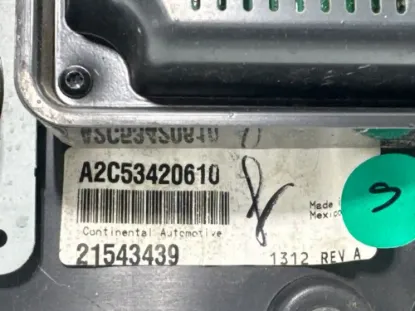 A2C53420610
Continental Automotive
21543439
Made
Mexico
1312 REV A
9